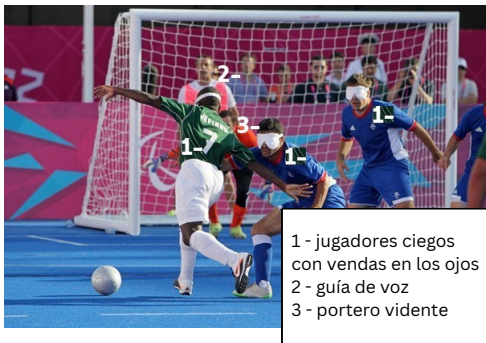 2-
1-
3-
7
1-
1-
1 - jugadores ciegos
con vendas en los ojos
2 - guía de voz
3 - portero vidente